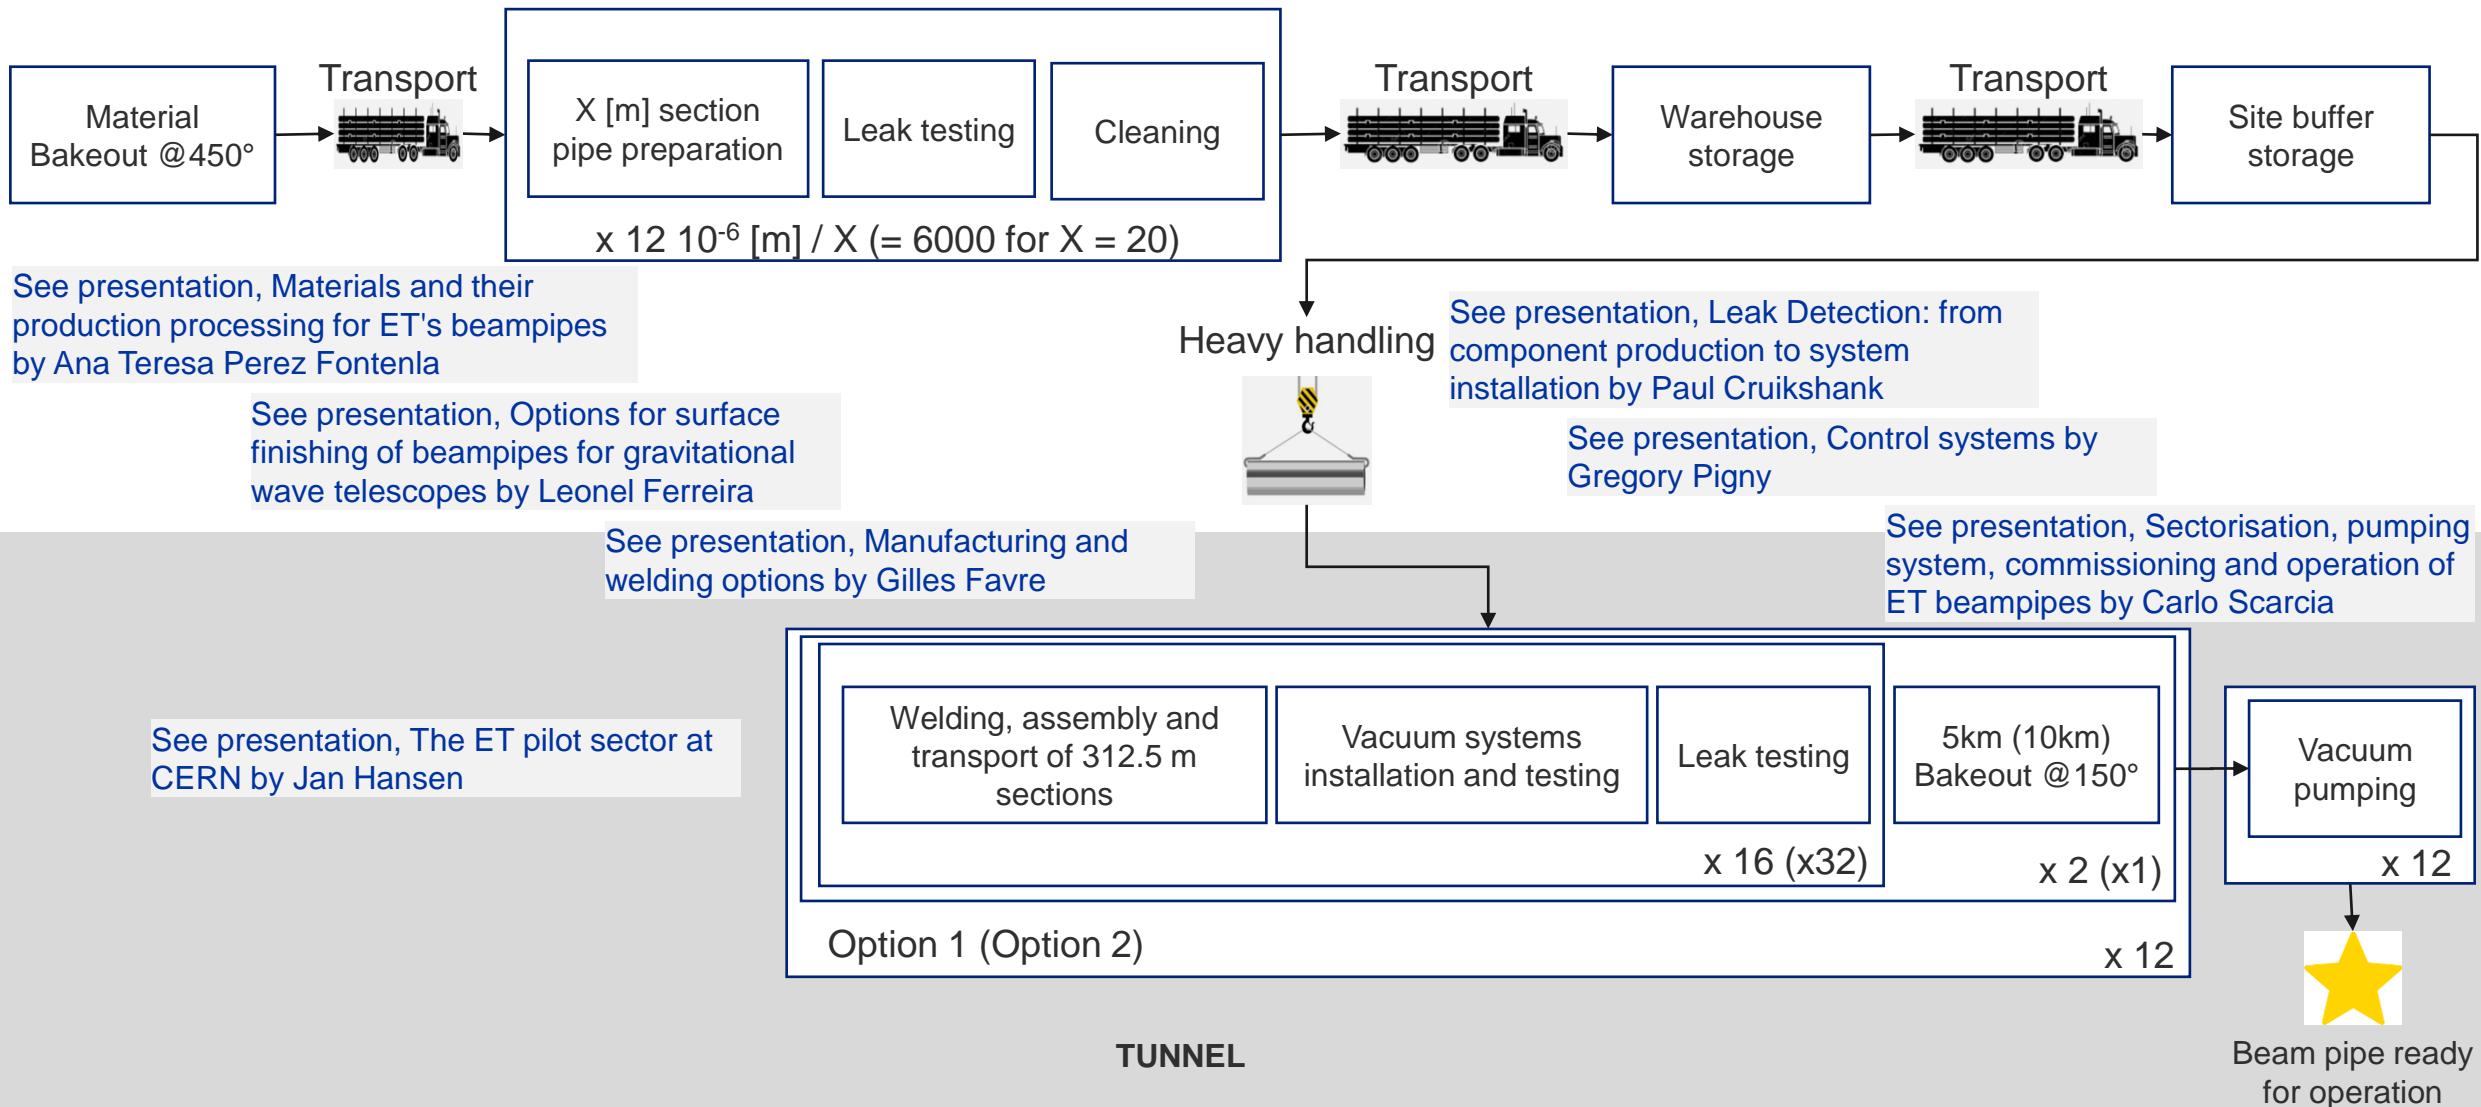 Material
Bakeout @450°
Transport
X [m] section
pipe preparation
Leak testing
Cleaning
x 12 10-6 [m] / X (= 6000 for X = 20)
Transport
Warehouse
storage
Transport
Site buffer
storage
See presentation, Materials and their
production processing for ET's beampipes
by Ana Teresa Perez Fontenla
See presentation, Options for surface
finishing of beampipes for gravitational
wave telescopes by Leonel Ferreira
See presentation, Manufacturing and
welding options by Gilles Favre
Heavy handling
See presentation, Leak Detection: from
component production to system
installation by Paul Cruikshank
See presentation, Control systems by
Gregory Pigny
See presentation, Sectorisation, pumping
system, commissioning and operation of
ET beampipes by Carlo Scarcia
See presentation, The ET pilot sector at
CERN by Jan Hansen
Welding, assembly and
transport of 312.5 m
sections
Vacuum systems
installation and testing
Leak testing
x 16 (x32)
5km (10km)
Bakeout @150°
x 2 (x1)
Option 1 (Option 2)
x 12
Vacuum
pumping
x 12
Beam pipe ready
for operation
TUNNEL